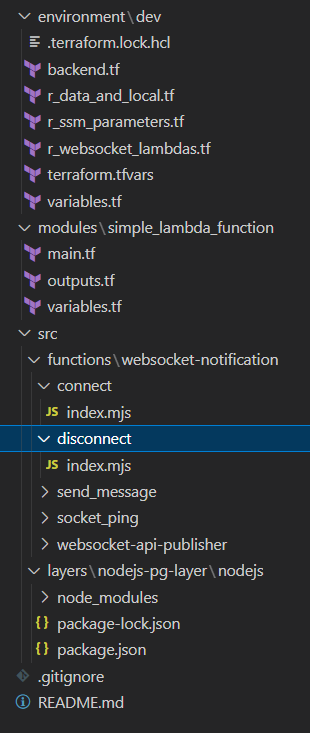 environment\dev
.terraform.lock.hcl
backend.tf
r_data_and_local.tf
r_ssm_parameters.tf
r_websocket_lambdas.tf
terraform.tfvars
variables.tf
modules\simple_lambda_function
main.tf
outputs.tf
variables.tf
src
functions\websocket-notification
connect
JS index.mjs
disconnect
JS index.mjs
send_message
socket_ping
websocket-api-publisher
layers\nodejs-pg-layer\nodejs
node_modules
{} package-lock.json
{} package.json
.gitignore
README.md